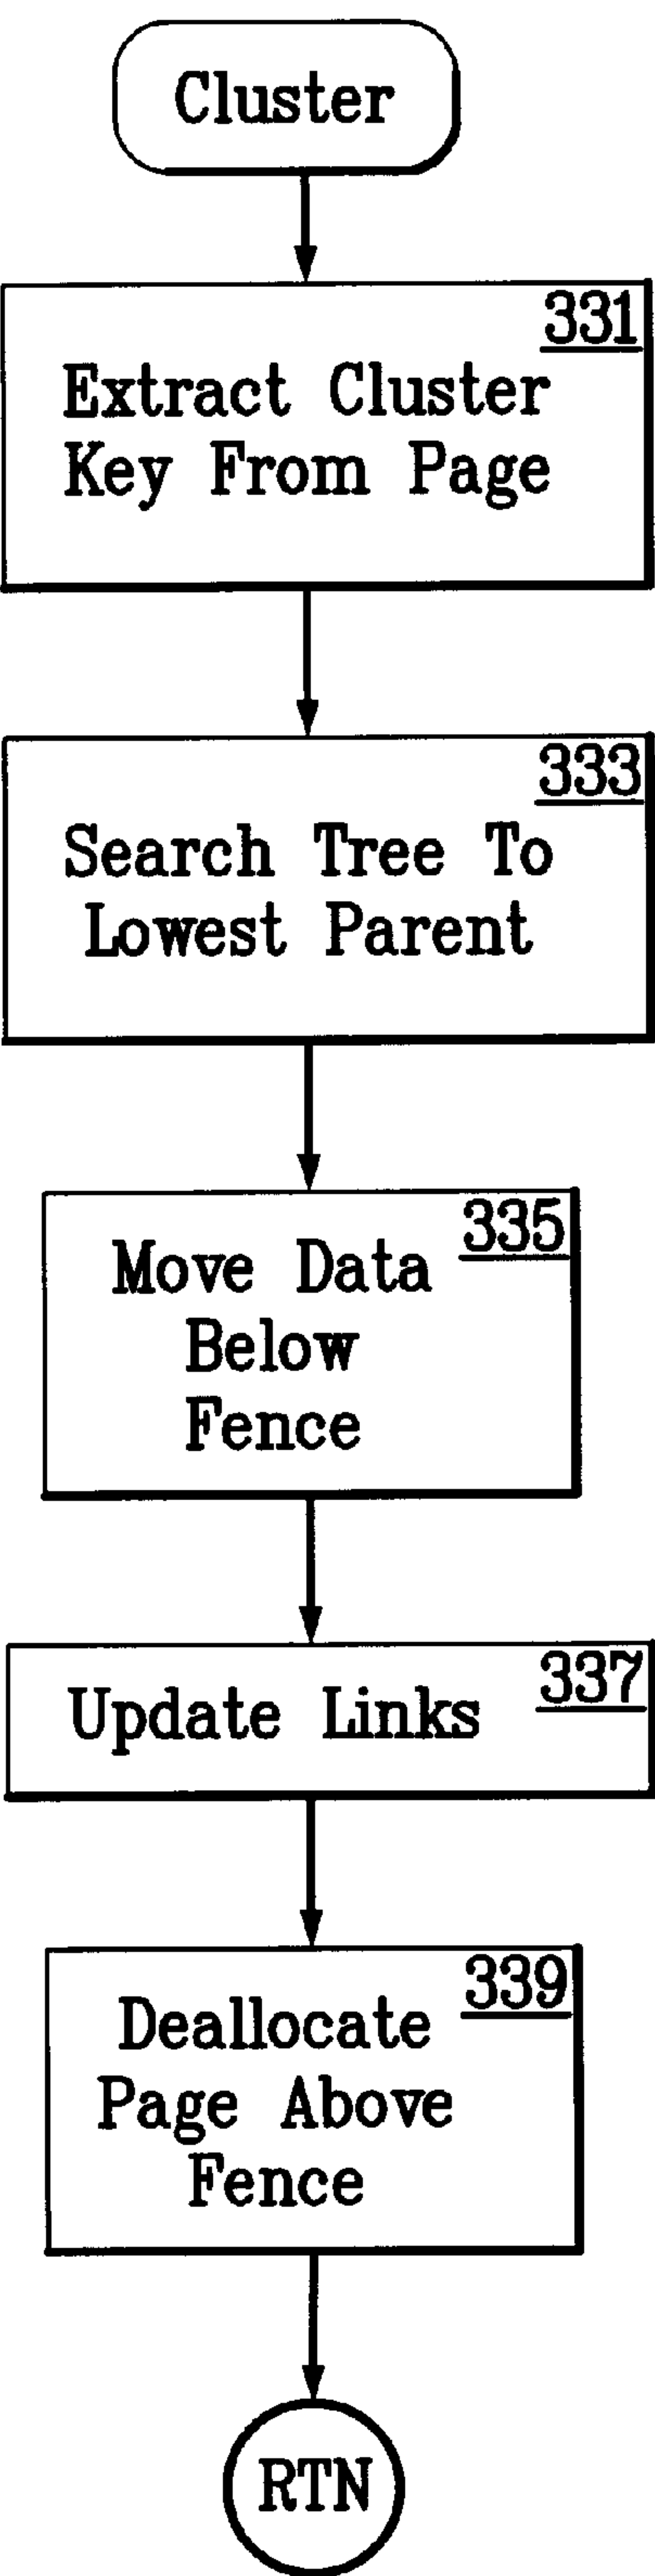 Cluster
331
Extract Cluster
Key From Page
333
Search Tree To
Lowest Parent
335
Move Data
Below
Fence
337
Update Links
339
Deallocate
Page Above
Fence
RTN